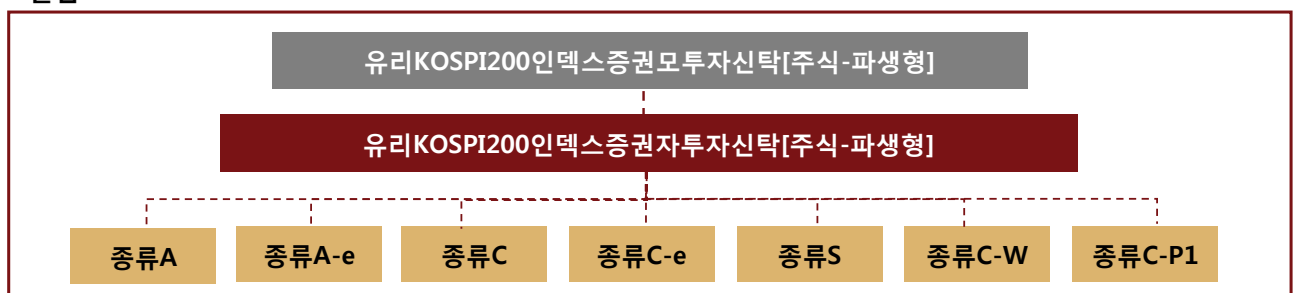 유리KOSPI200인덱스증권모투자신탁[주식-파생형]
유리KOSPI200인덱스증권자투자신탁[주식-파생형]
종류A 종류A-e 종류C 종류C-e 종류S 종류C-W 종류C-P1